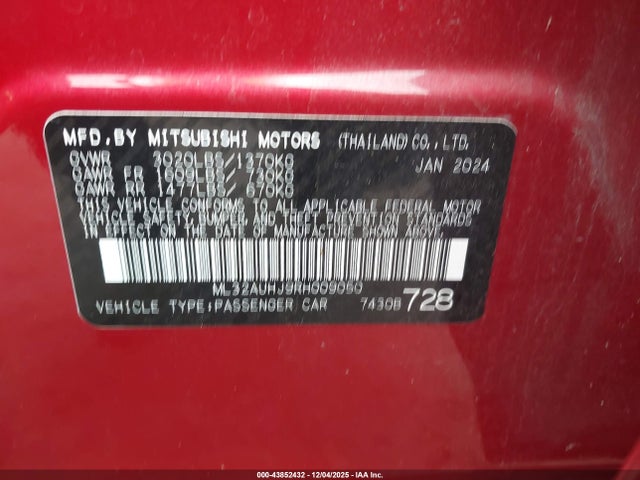 MFD.BY MITSUBISHI MOTORS (THAILAND)CO.,LTD.
GVWR 3020LBS/1370KG JAN 2024
GAWR FR 1609LBS/ 730KG
GAWR RR 1477LBS/ 670KG
THIS VEHICLE CONFORMS TO ALL APPLICABLE FEDERAL MOTOR
VEHICLE SAFETY,BUMPER AND THEFT PREVENTION STANDARDS
IN EFFECT ON THE DATE OF MANUFACTURE SHOWN ABOVE.
ML32AUHJ9RH009050
VEHICLE TYPE;PASSENGER CAR 7430B 728
000-43852432 - 12/04/2025 - IAA Inc.